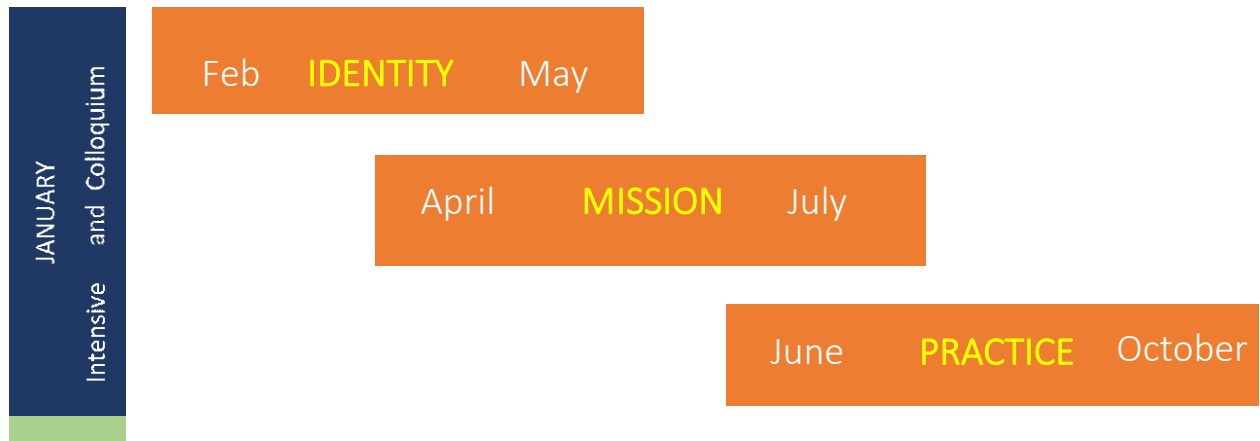 JANUARY
Intensive and Colloquium
Feb IDENTITY May
April MISSION July
June PRACTICE October